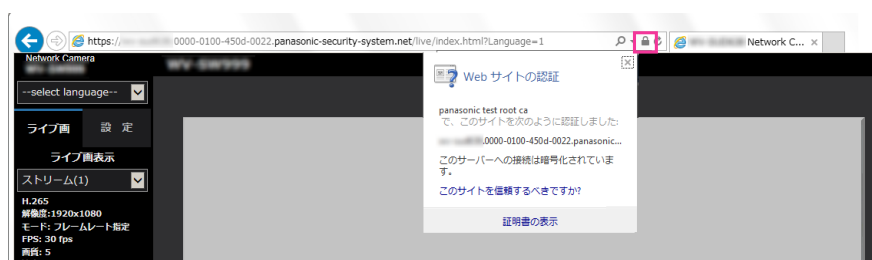 https:// 0000-0100-450d-0022.panasonic-security-system.net/live/index.html?Language=1
Network C... ×
Network Camera
--select language--
ライブ画 設 定
ライブ画表示
ストリーム(1)
H.265
解像度:1920x1080
モード: フレームレート指定
FPS: 30 fps
画質: 5
Web サイトの認証
panasonic test root ca
で、このサイトを次のように認証しました:
.0000-0100-450d-0022.panasonic...
このサーバーへの接続は暗号化されていま
す。
このサイトを信頼するべきですか?
証明書の表示